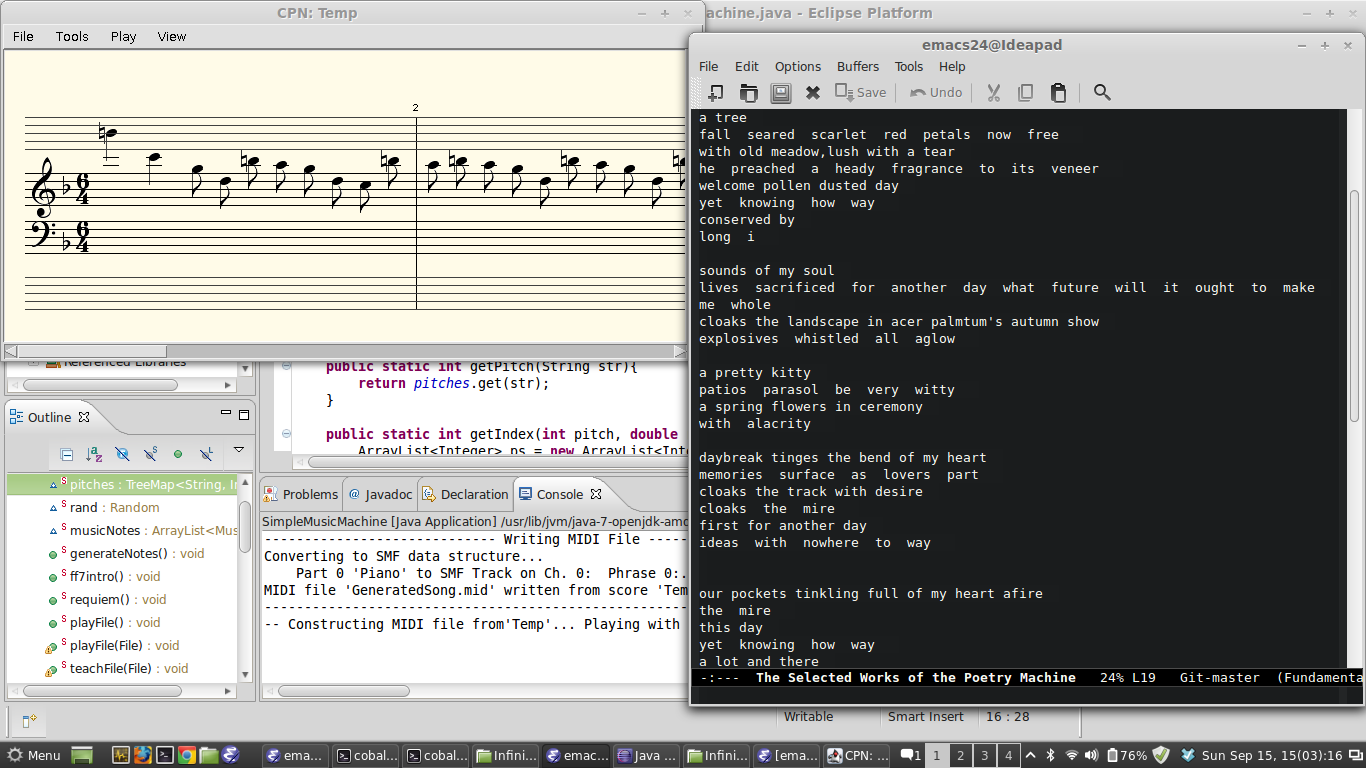 CPN: Temp
File Tools Play View
2
6
4
6
4
achine.java - Eclipse Platform
emacs24@Ideapad
File Edit Options Buffers Tools Help
Save Undo
a tree
fall seared scarlet red petals now free
with old meadow,lush with a tear
he preached a heady fragrance to its veneer
welcome pollen dusted day
yet knowing how way
conserved by
long i
sounds of my soul
lives sacrificed for another day what future will it ought to make
me whole
cloaks the landscape in acer palmtum's autumn show
explosives whistled all aglow
a pretty kitty
patios parasol be very witty
a spring flowers in ceremony
with alacrity
daybreak tinges the bend of my heart
memories surface as lovers part
cloaks the track with desire
cloaks the mire
first for another day
ideas with nowhere to way
our pockets tinkling full of my heart afire
the mire
this day
yet knowing how way
a lot and there
-:--- The Selected Works of the Poetry Machine 24% L19 Git-master (Fundamenta
Referenced Libraries
public static int getPitch(String str){
return pitches.get(str);
}
public static int getIndex(int pitch, double
ArrayList<Integer> ps = new ArrayList<Inte
Outline
pitches : TreeMap<String, In
rand : Random
musicNotes : ArrayList<Mus
generateNotes() : void
ff7intro() : void
requiem() : void
playFile() : void
playFile(File) : void
teachFile(File) : void
Problems @ Javadoc Declaration Console
SimpleMusicMachine [Java Application] /usr/lib/jvm/java-7-openjdk-amd
--------------------------- Writing MIDI File -----
Converting to SMF data structure...
Part 0 'Piano' to SMF Track on Ch. 0: Phrase 0:.
MIDI file 'GeneratedSong.mid' written from score 'Tem
-- Constructing MIDI file from'Temp'... Playing with
Writable Smart Insert 16 : 28
Menu ema... cobal... cobal... Infini... emac... Java ... Infini... [ema... CPN: ... 1 1 2 3 4 76% Sun Sep 15, 15(03):16